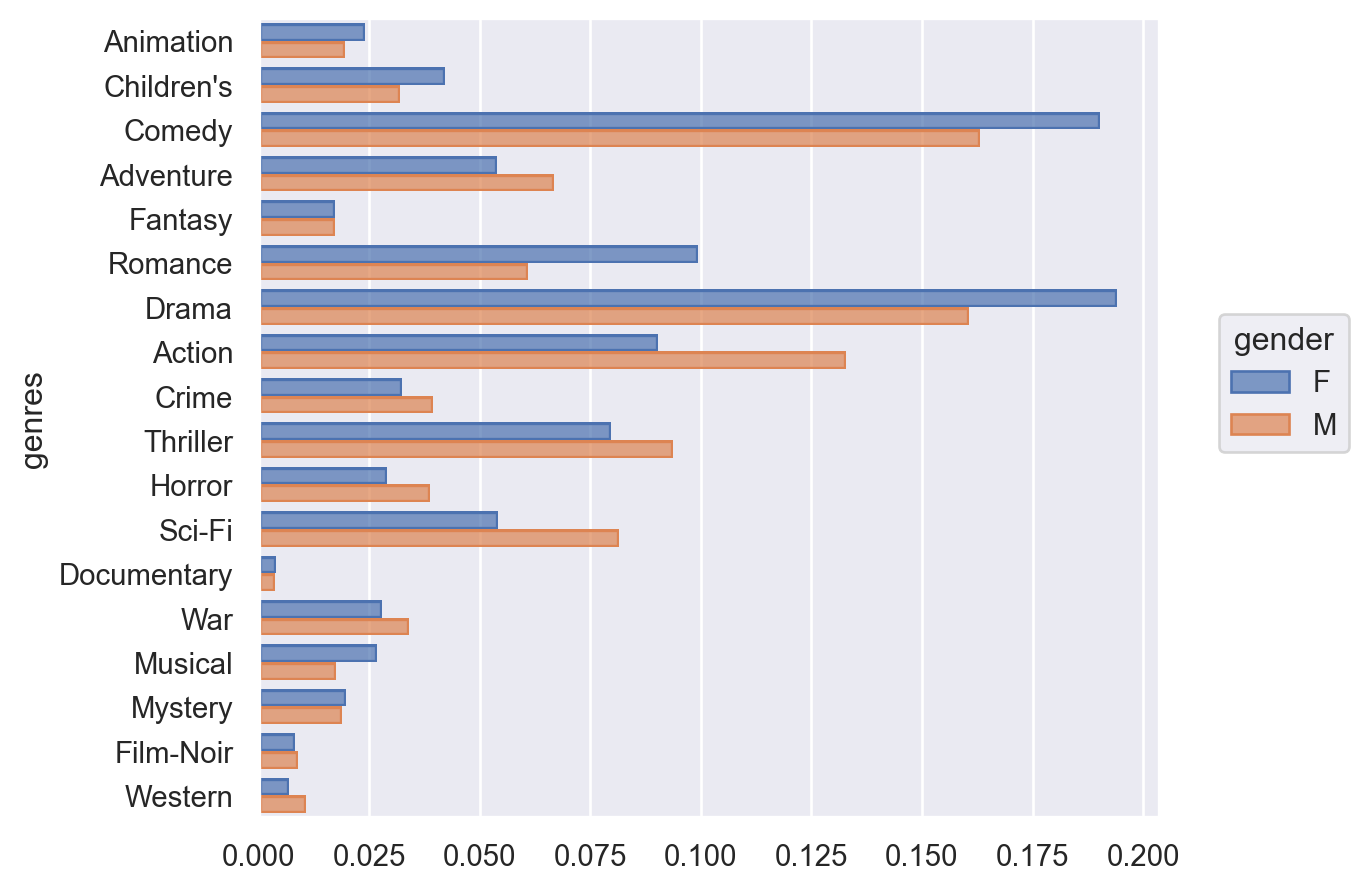 Animation
Children's
Comedy
Adventure
Fantasy
Romance
Drama
Action
Crime
Thriller
Horror
Sci-Fi
Documentary
War
Musical
Mystery
Film-Noir
Western
genres
0.000 0.025 0.050 0.075 0.100 0.125 0.150 0.175 0.200
gender
F
M